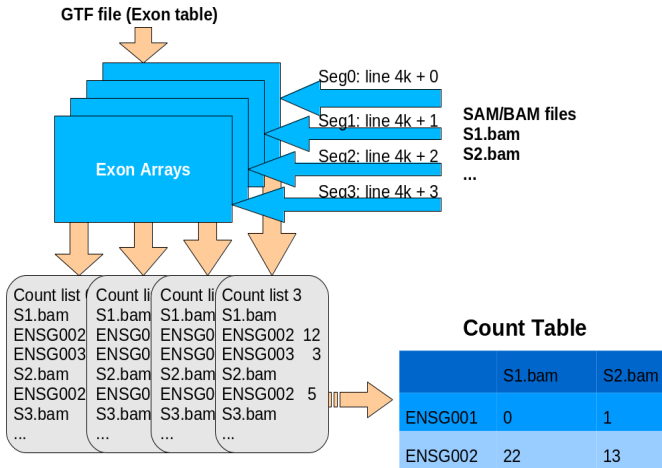 GTF file (Exon table)
Seg0: line 4k + 0
Seg1: line 4k + 1
Seg2: line 4k + 2
Seg3: line 4k + 3
SAM/BAM files
S1.bam
S2.bam
...
Exon Arrays
Count list
S1.bam
ENSG002
ENSG003
S2.bam
ENSG002
S3.bam
...
Count li
S1.bam
ENSG0
ENSG0
S2.bam
ENSG0
S3.bam
...
Count li
S1.bam
ENSG0
ENSG0
S2.bam
ENSG0
S3.bam
...
Count list 3
S1.bam
ENSG002 12
ENSG003 3
S2.bam
ENSG002 5
S3.bam
...
Count Table
S1.bam S2.bam
ENSG001 0 1
ENSG002 22 13